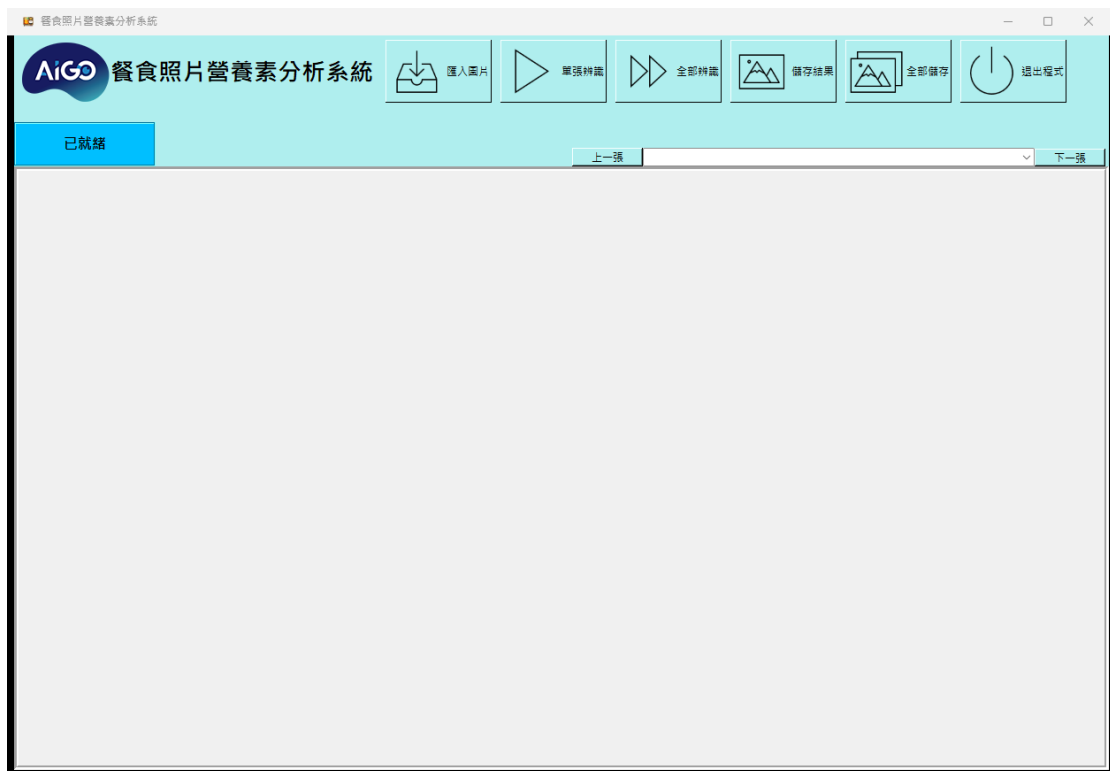 餐食照片營養素分析系統
AiGO 餐食照片營養素分析系統
匯入圖片
單張辨識
全部辨識
儲存結果
全部儲存
退出程式
已就緒
上一張
下一張